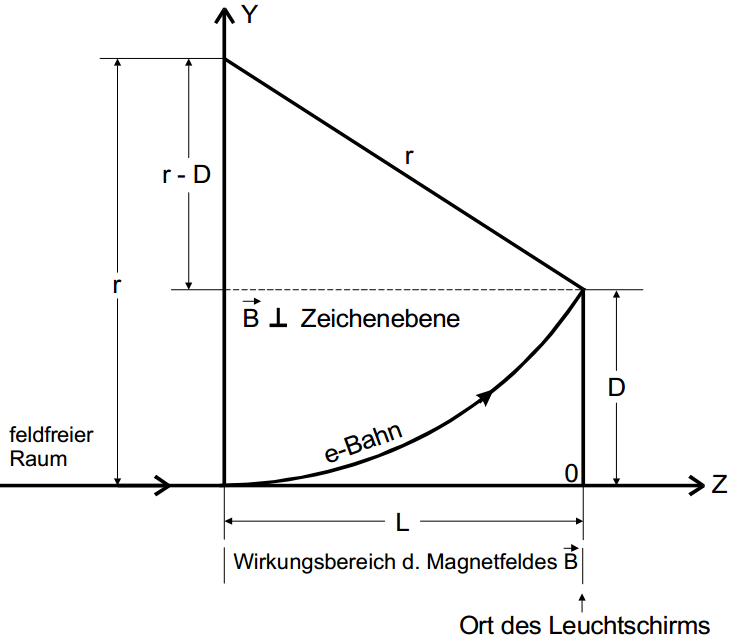 Y
r
r - D
r
B ⊥ Zeichenebene
D
e-Bahn
feldfreier
Raum
0
Z
L
Wirkungsbereich d. Magnetfeldes B
Ort des Leuchtschirms